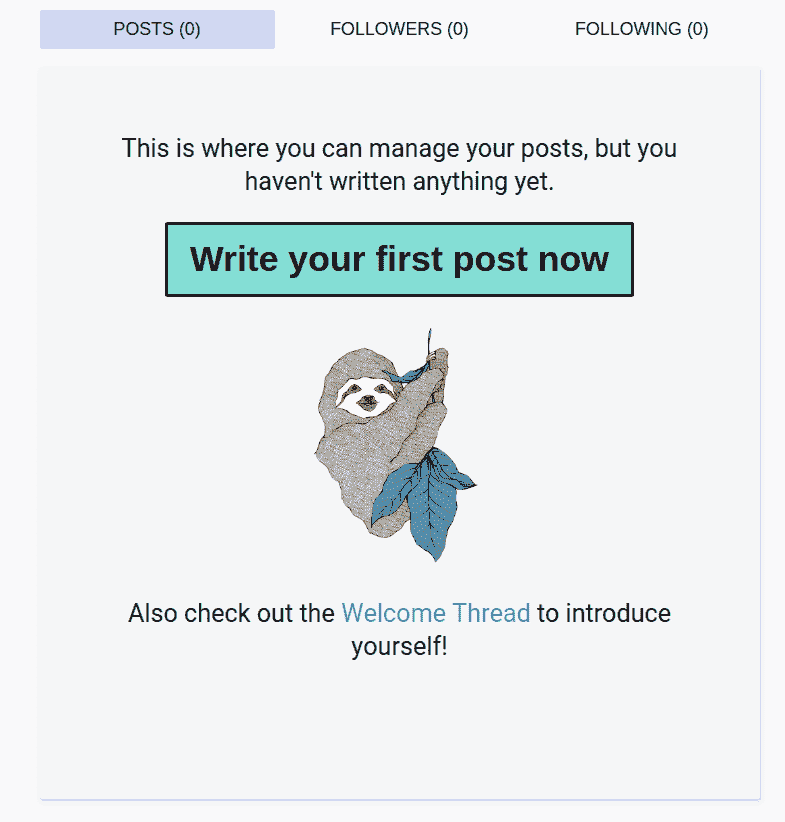 POSTS (0) FOLLOWERS (0) FOLLOWING (0)
This is where you can manage your posts, but you
haven't written anything yet.
Write your first post now
Also check out the Welcome Thread to introduce
yourself!